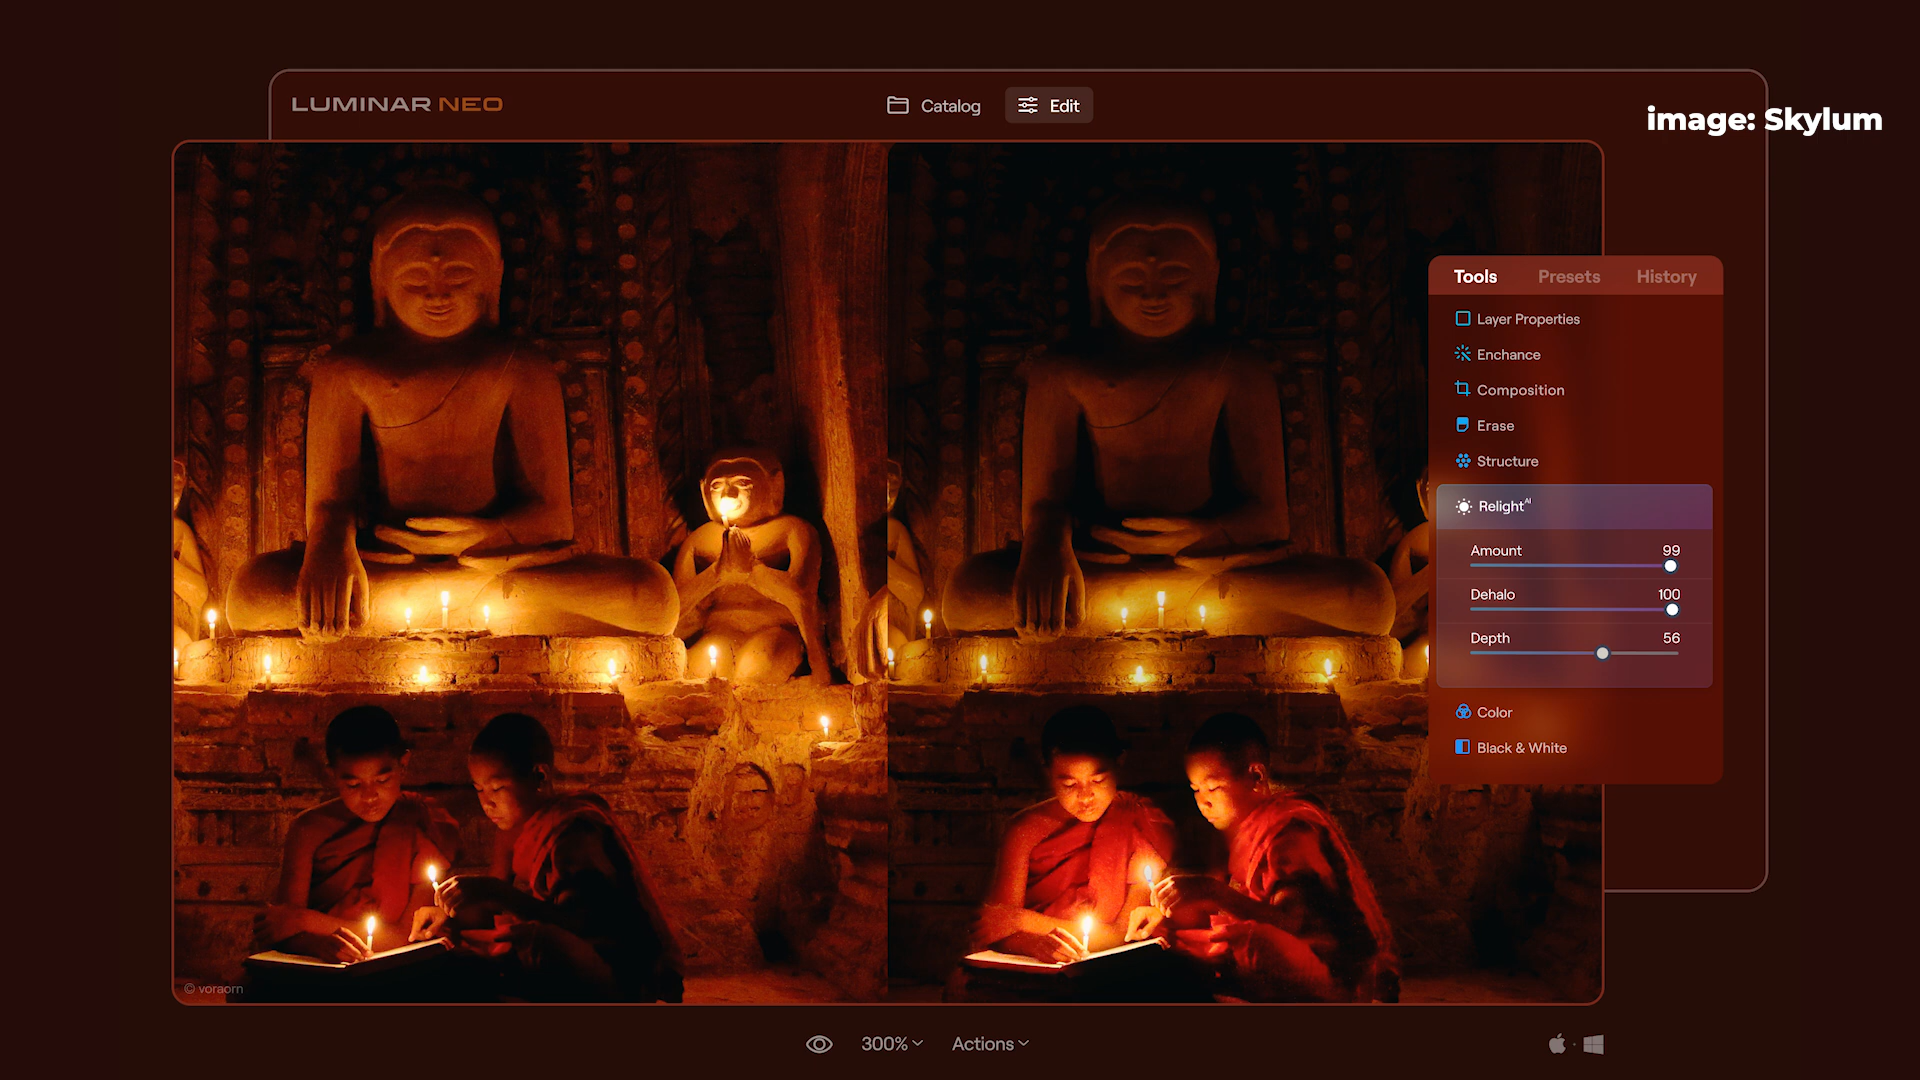 LUMINAR NEO
Catalog
Edit
image: Skylum
Tools
Presets
History
Layer Properties
Enchance
Composition
Erase
Structure
Relight AI
Amount 99
Dehalo 100
Depth 56
Color
Black & White
© voraorn
300%
Actions